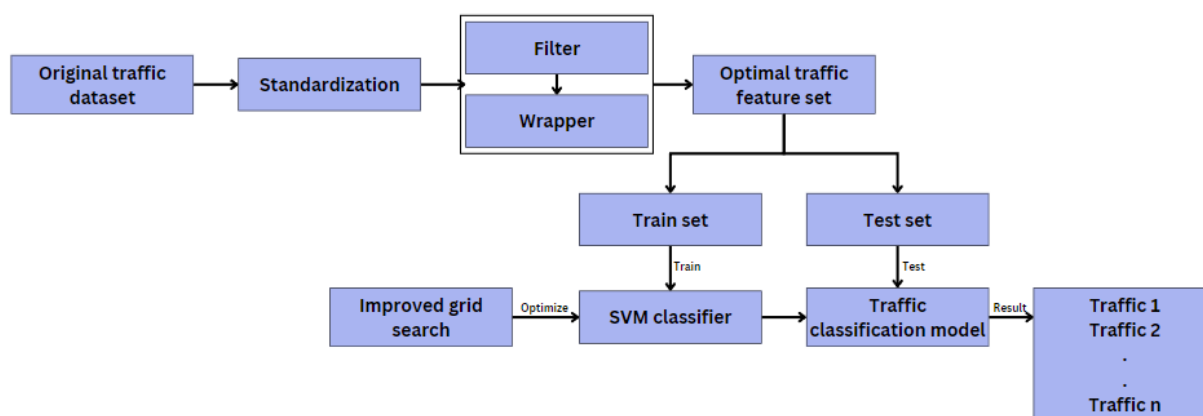 Filter
Original traffic
dataset
Standardization
Optimal traffic
feature set
Wrapper
Train set
Test set
Train
Test
Improved grid
search
Optimize
SVM classifier
Traffic
classification model
Result
Traffic 1
Traffic 2
.
.
Traffic n